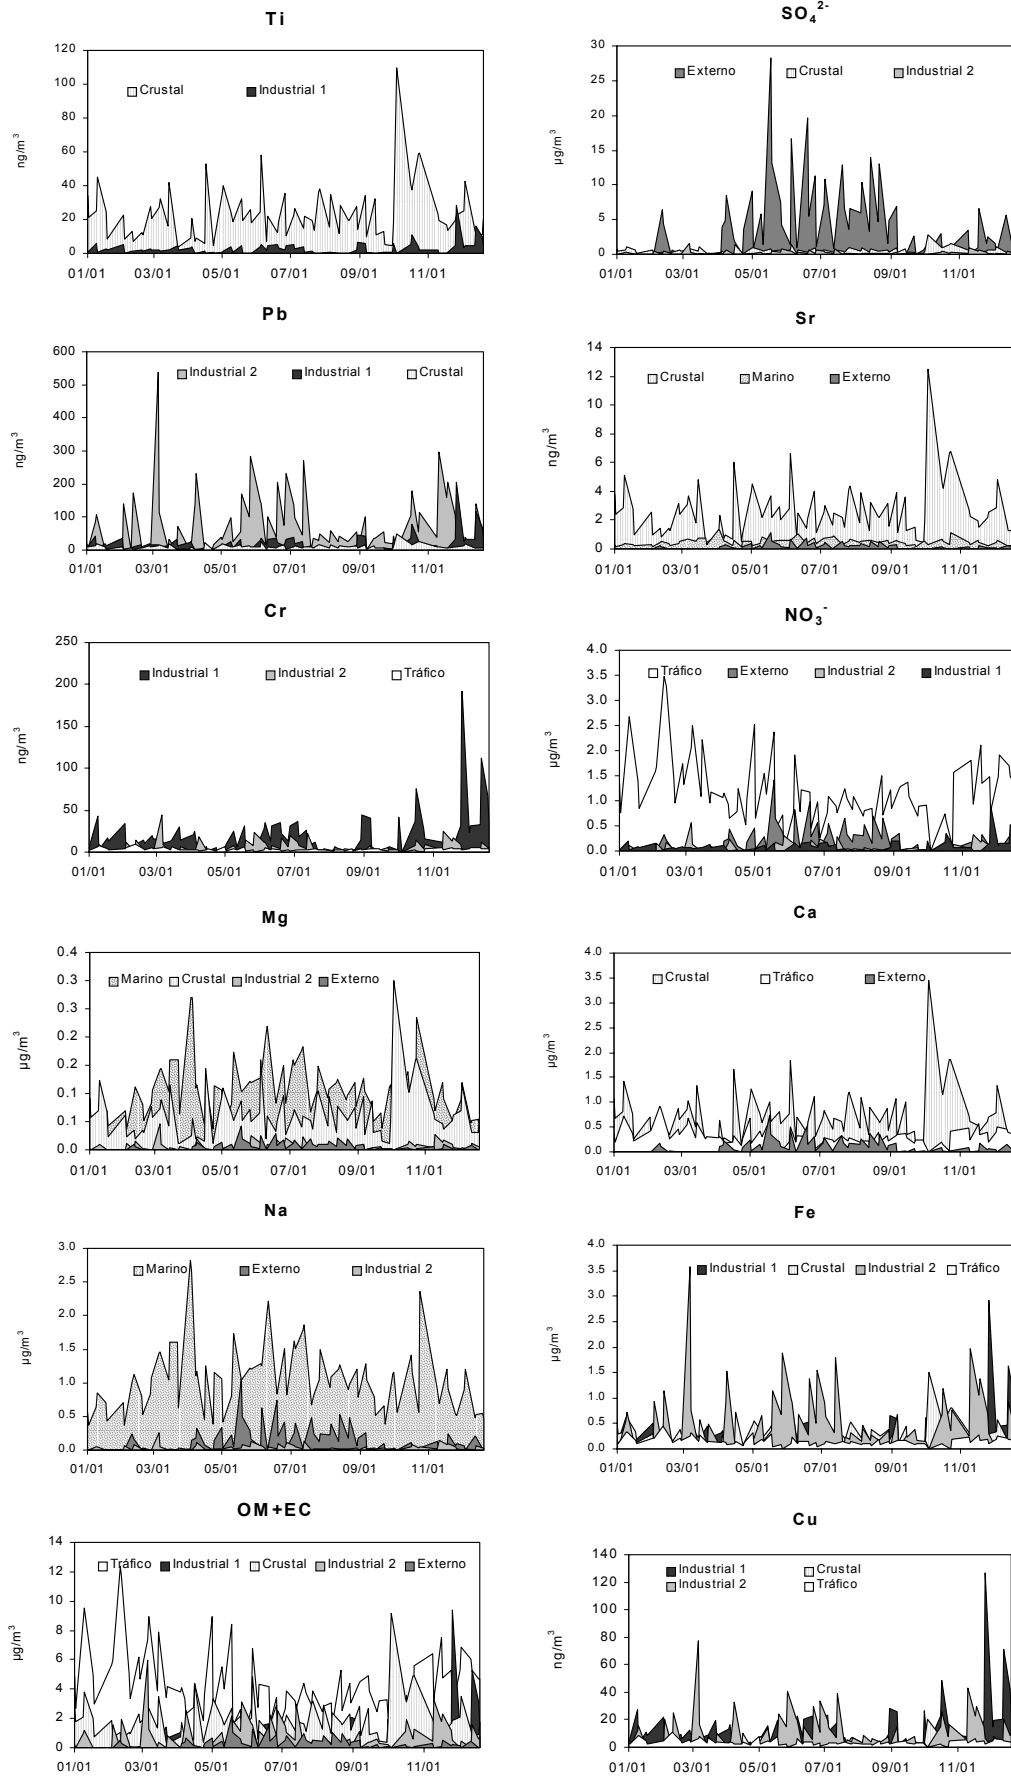 Ti
120
100
80
60
40
20
0
ng/m³
Crustal Industrial 1
01/01 03/01 05/01 07/01 09/01 11/01
SO₄²⁻
30
25
20
15
10
5
0
µg/m³
Externo Crustal Industrial 2
01/01 03/01 05/01 07/01 09/01 11/01
Pb
600
500
400
300
200
100
0
ng/m³
Industrial 2 Industrial 1 Crustal
01/01 03/01 05/01 07/01 09/01 11/01
Sr
14
12
10
8
6
4
2
0
ng/m³
Crustal Marino Externo
01/01 03/01 05/01 07/01 09/01 11/01
Cr
250
200
150
100
50
0
ng/m³
Industrial 1 Industrial 2 Tráfico
01/01 03/01 05/01 07/01 09/01 11/01
NO₃⁻
4.0
3.5
3.0
2.5
2.0
1.5
1.0
0.5
0.0
µg/m³
Tráfico Externo Industrial 2 Industrial 1
01/01 03/01 05/01 07/01 09/01 11/01
Mg
0.4
0.3
0.3
0.2
0.2
0.1
0.1
0.0
µg/m³
Marino Crustal Industrial 2 Externo
01/01 03/01 05/01 07/01 09/01 11/01
Ca
4.0
3.5
3.0
2.5
2.0
1.5
1.0
0.5
0.0
µg/m³
Crustal Tráfico Externo
01/01 03/01 05/01 07/01 09/01 11/01
Na
3.0
2.5
2.0
1.5
1.0
0.5
0.0
µg/m³
Marino Externo Industrial 2
01/01 03/01 05/01 07/01 09/01 11/01
Fe
4.0
3.5
3.0
2.5
2.0
1.5
1.0
0.5
0.0
µg/m³
Industrial 1 Crustal Industrial 2 Tráfico
01/01 03/01 05/01 07/01 09/01 11/01
OM+EC
14
12
10
8
6
4
2
0
µg/m³
Tráfico Industrial 1 Crustal Industrial 2 Externo
01/01 03/01 05/01 07/01 09/01 11/01
Cu
140
120
100
80
60
40
20
0
ng/m³
Industrial 1 Crustal
Industrial 2 Tráfico
01/01 03/01 05/01 07/01 09/01 11/01